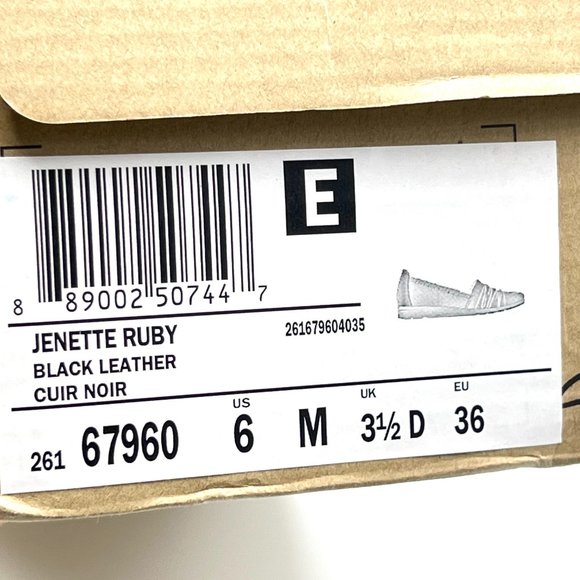 E
8 89002 50744 7
JENETTE RUBY
261679604035
BLACK LEATHER
CUIR NOIR
US UK EU
261 67960 6 M 3½ D 36